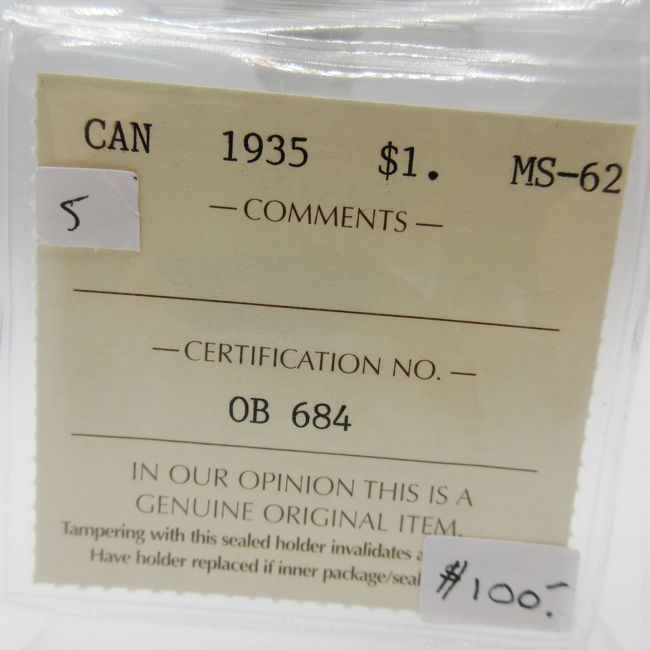 CAN 1935 $1. MS-62
5
— COMMENTS —
— CERTIFICATION NO. —
OB 684
IN OUR OPINION THIS IS A
GENUINE ORIGINAL ITEM.
Tampering with this sealed holder invalidates
Have holder replaced if inner package/seal
$100.-